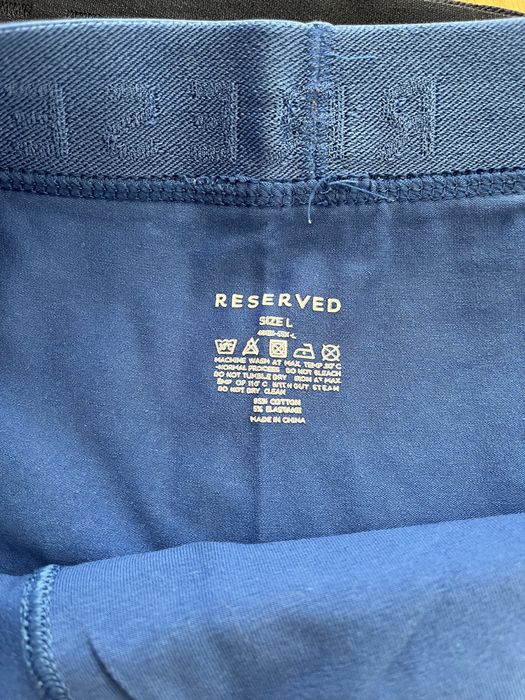 RESERVED
SIZE L
MACHINE WASH AT MAX. TEMP. 30°C
-NORMAL PROCESS DO NOT BLEACH
DO NOT TUMBLE DRY IRON AT MAX.
TEMP OF 110°C WITHOUT STEAM
DO NOT DRY CLEAN
95% COTTON
5% ELASTANE
MADE IN CHINA